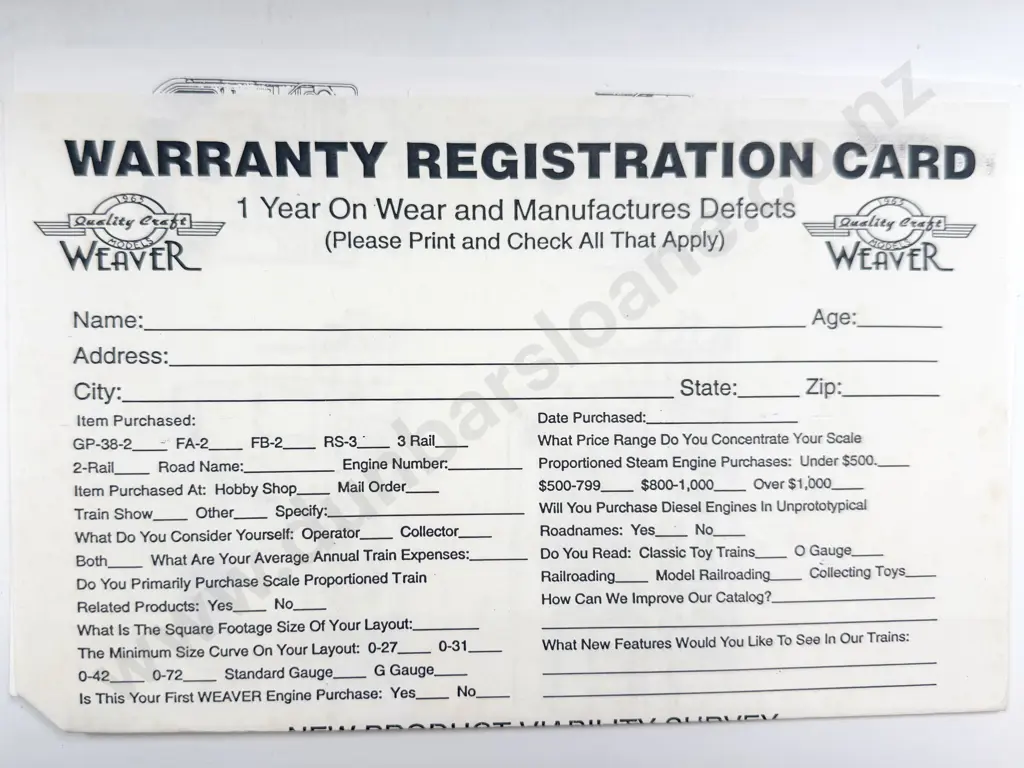 WARRANTY REGISTRATION CARD
1 Year On Wear and Manufactures Defects
(Please Print and Check All That Apply)
1965
Quality Craft
MODELS
WEAVER
1965
Quality Craft
MODELS
WEAVER
Name:____ Age:____
Address:____
City:____ State:____ Zip:____
Item Purchased:
GP-38-2____ FA-2____ FB-2____ RS-3____ 3 Rail____
2-Rail____ Road Name:____ Engine Number:____
Item Purchased At: Hobby Shop____ Mail Order____
Train Show____ Other____ Specify:____
What Do You Consider Yourself: Operator____ Collector____
Both____ What Are Your Average Annual Train Expenses:____
Do You Primarily Purchase Scale Proportioned Train
Related Products: Yes____ No____
What Is The Square Footage Size Of Your Layout:____
The Minimum Size Curve On Your Layout: 0-27____ 0-31____
0-42____ 0-72____ Standard Gauge____ G Gauge____
Is This Your First WEAVER Engine Purchase: Yes____ No____
Date Purchased:____
What Price Range Do You Concentrate Your Scale
Proportioned Steam Engine Purchases: Under $500.____
$500-799____ $800-1,000____ Over $1,000____
Will You Purchase Diesel Engines In Unprototypical
Roadnames: Yes____ No____
Do You Read: Classic Toy Trains____ O Gauge____
Railroading____ Model Railroading____ Collecting Toys____
How Can We Improve Our Catalog?____
What New Features Would You Like To See In Our Trains:
NEW PRODUCT VIABILITY SURVEY
www.dunbarsloane.co.nz